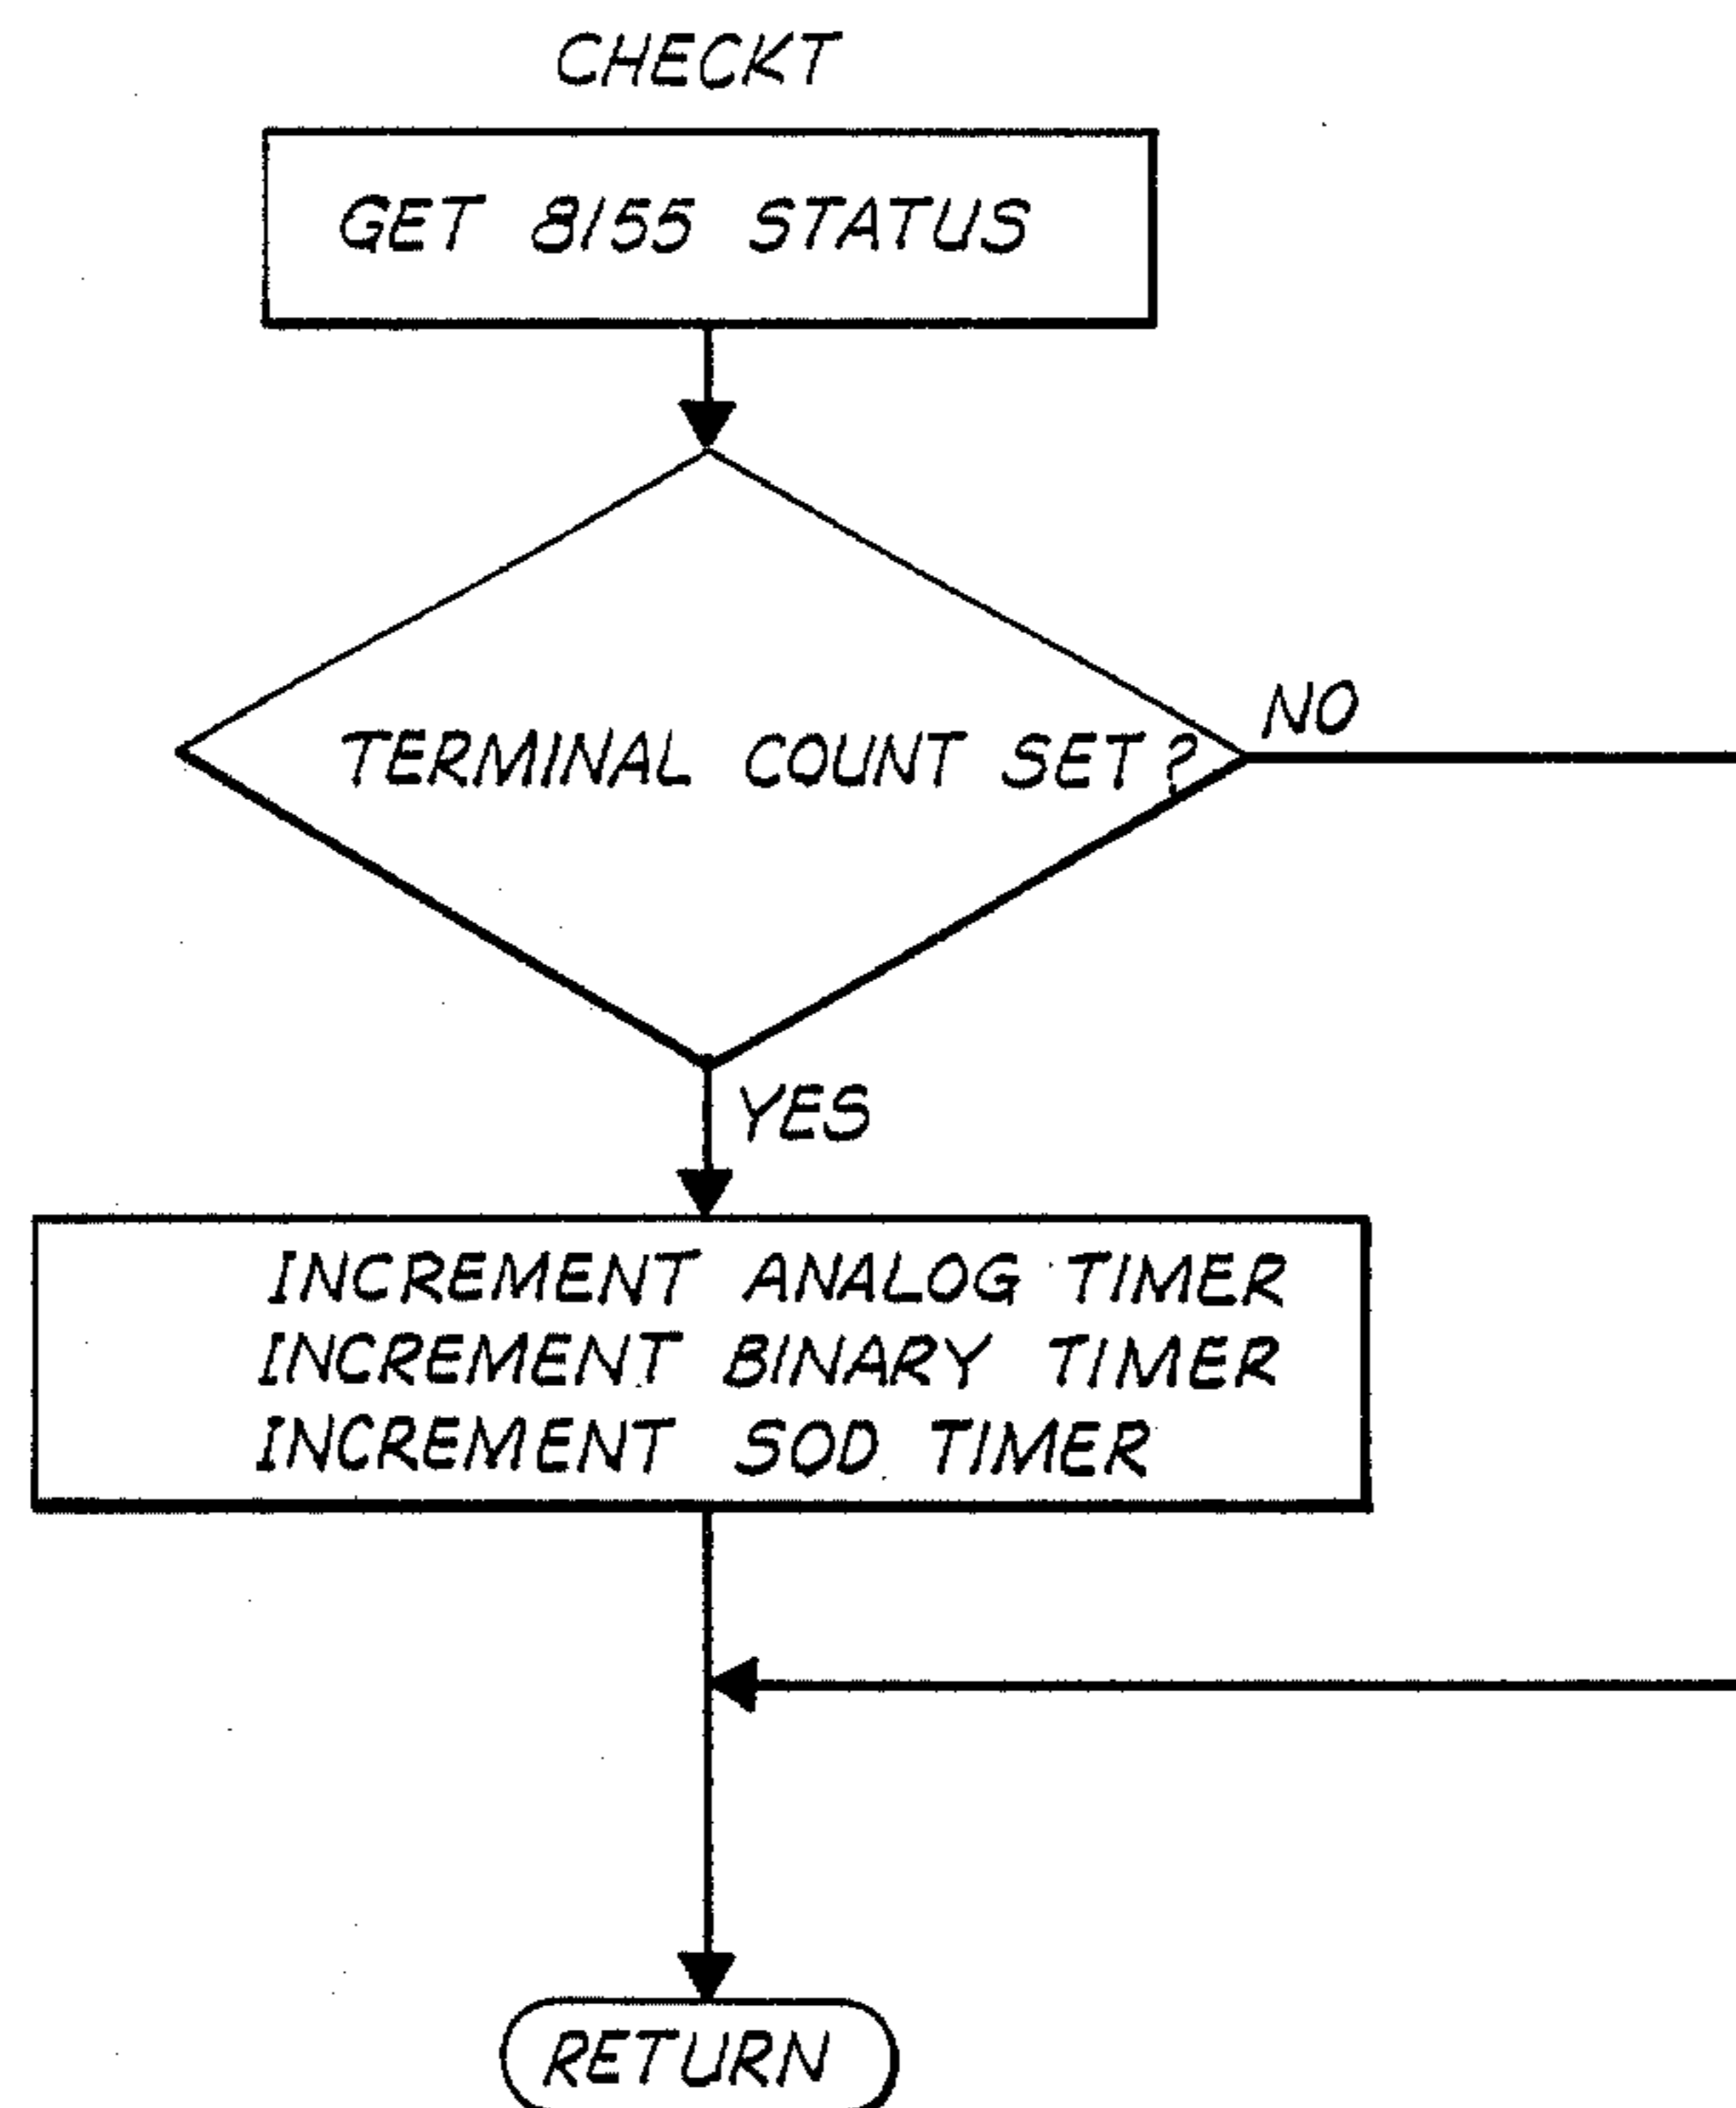 CHECKT
GET 8155 STATUS
TERMINAL COUNT SET?
NO
YES
INCREMENT ANALOG TIMER
INCREMENT BINARY TIMER
INCREMENT SOD TIMER
RETURN